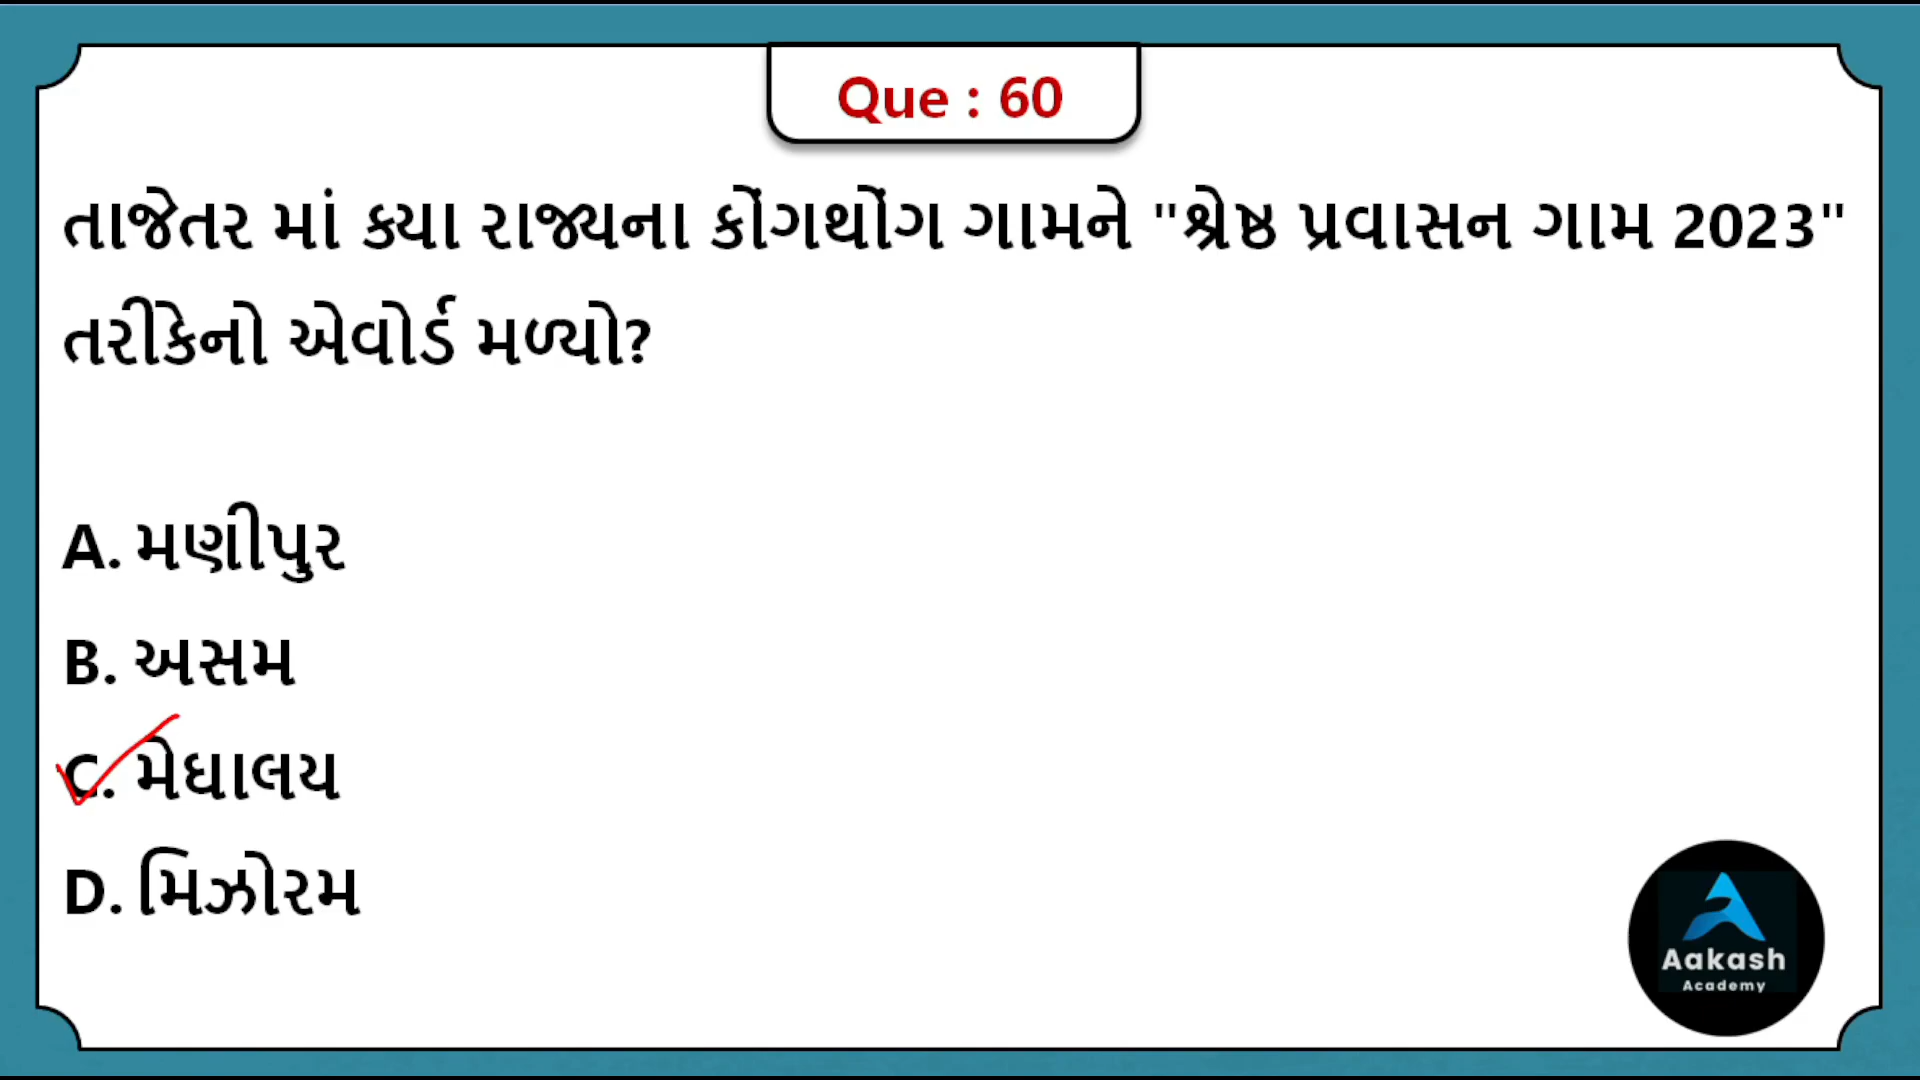 Que : 60
તાજેતર માં ક્યા રાજ્યના કોંગથોંગ ગામને "શ્રેષ્ઠ પ્રવાસન ગામ 2023"
તરીકેનો એવોર્ડ મળ્યો?
A. મણીપુર
B. અસમ
C. મેઘાલય
D. મિઝોરમ
Aakash
Academy